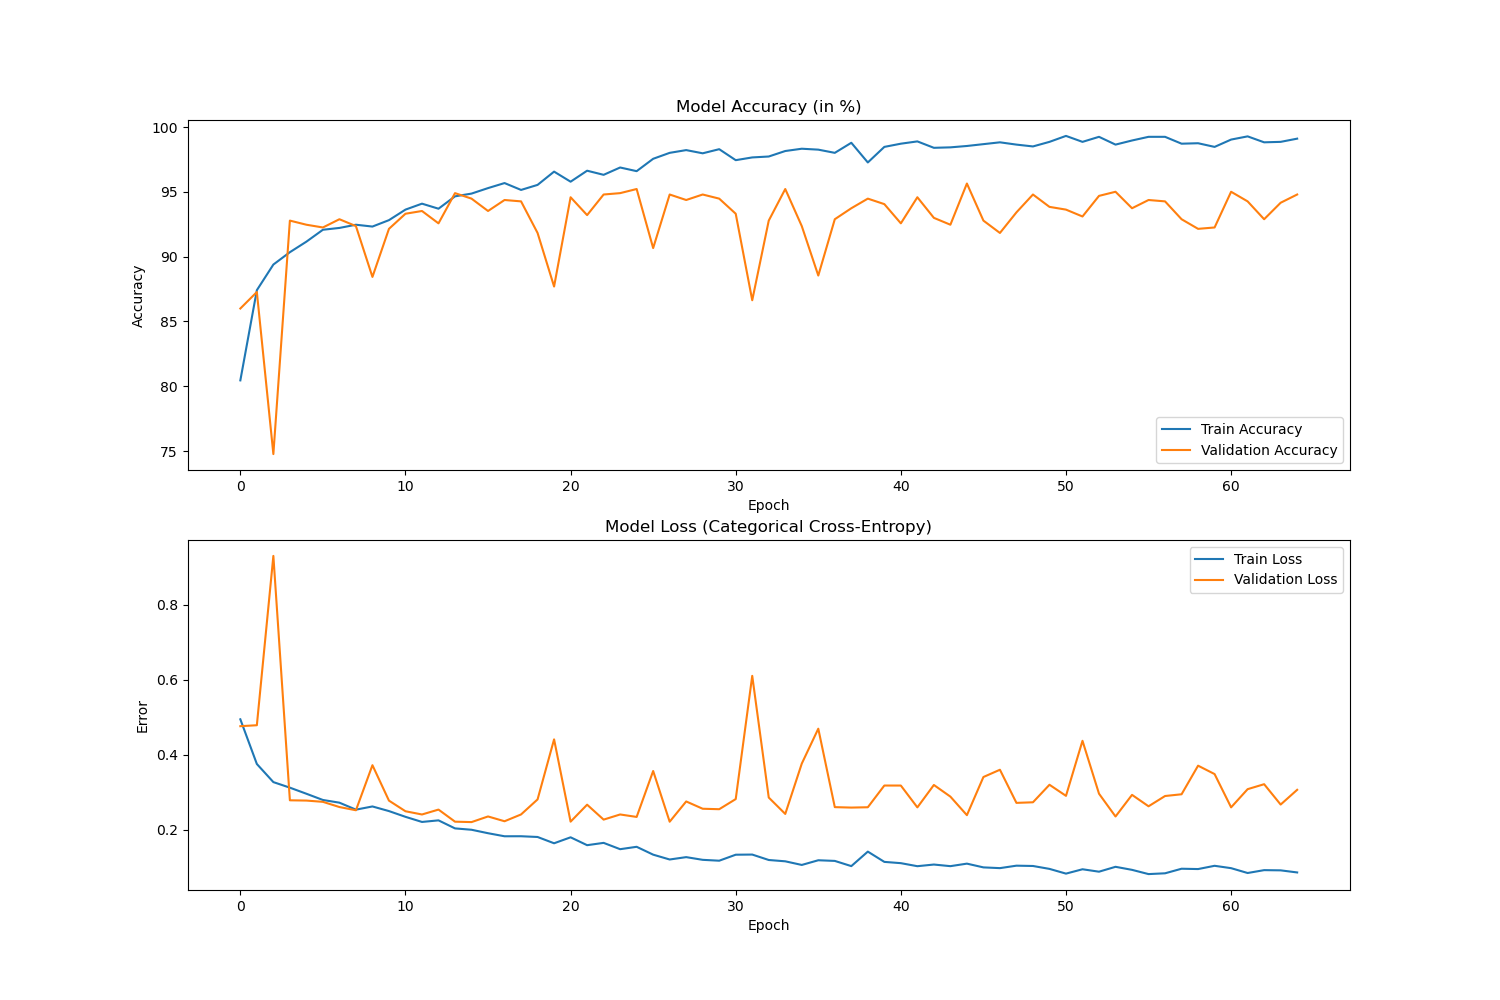 Model Accuracy (in %)
100
95
90
85
80
75
Accuracy
Train Accuracy
Validation Accuracy
0 10 20 30 40 50 60
Epoch
Model Loss (Categorical Cross-Entropy)
Train Loss
Validation Loss
0.8
0.6
0.4
0.2
Error
0 10 20 30 40 50 60
Epoch